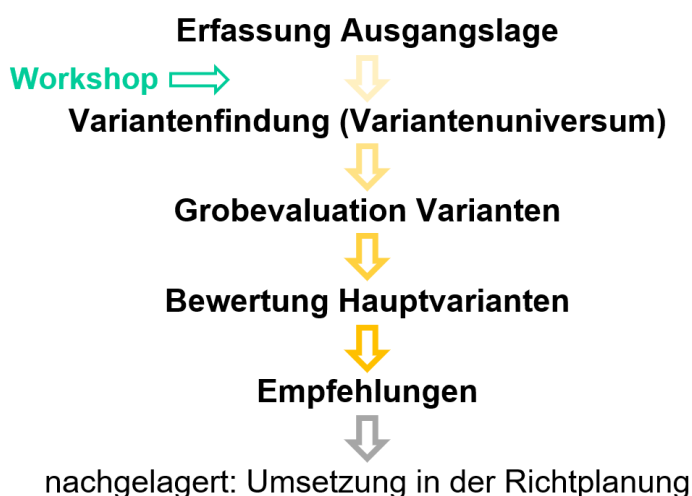 Erfassung Ausgangslage
Workshop
Variantenfindung (Variantenuniversum)
Grobevaluation Varianten
Bewertung Hauptvarianten
Empfehlungen
nachgelagert: Umsetzung in der Richtplanung